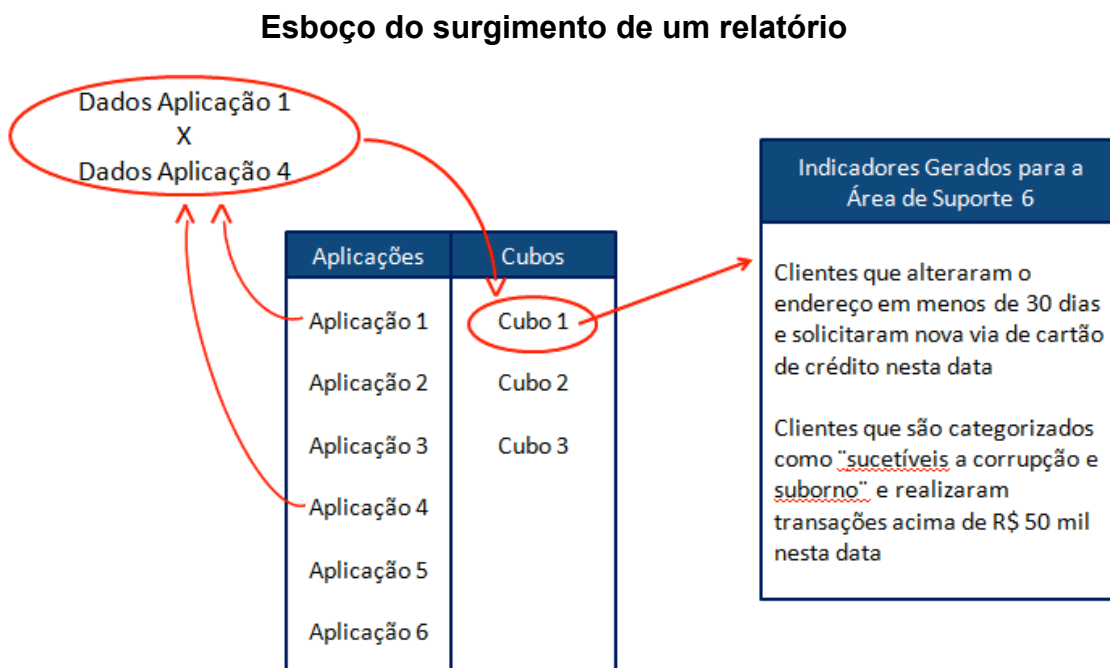 Esboço do surgimento de um relatório
Dados Aplicação 1
X
Dados Aplicação 4
Aplicações
Cubos
Aplicação 1
Cubo 1
Aplicação 2
Cubo 2
Aplicação 3
Cubo 3
Aplicação 4
Aplicação 5
Aplicação 6
Indicadores Gerados para a
Área de Suporte 6
Clientes que alteraram o
endereço em menos de 30 dias
e solicitaram nova via de cartão
de crédito nesta data
Clientes que são categorizados
como ¨sucetíveis a corrupção e
suborno¨ e realizaram
transações acima de R$ 50 mil
nesta data